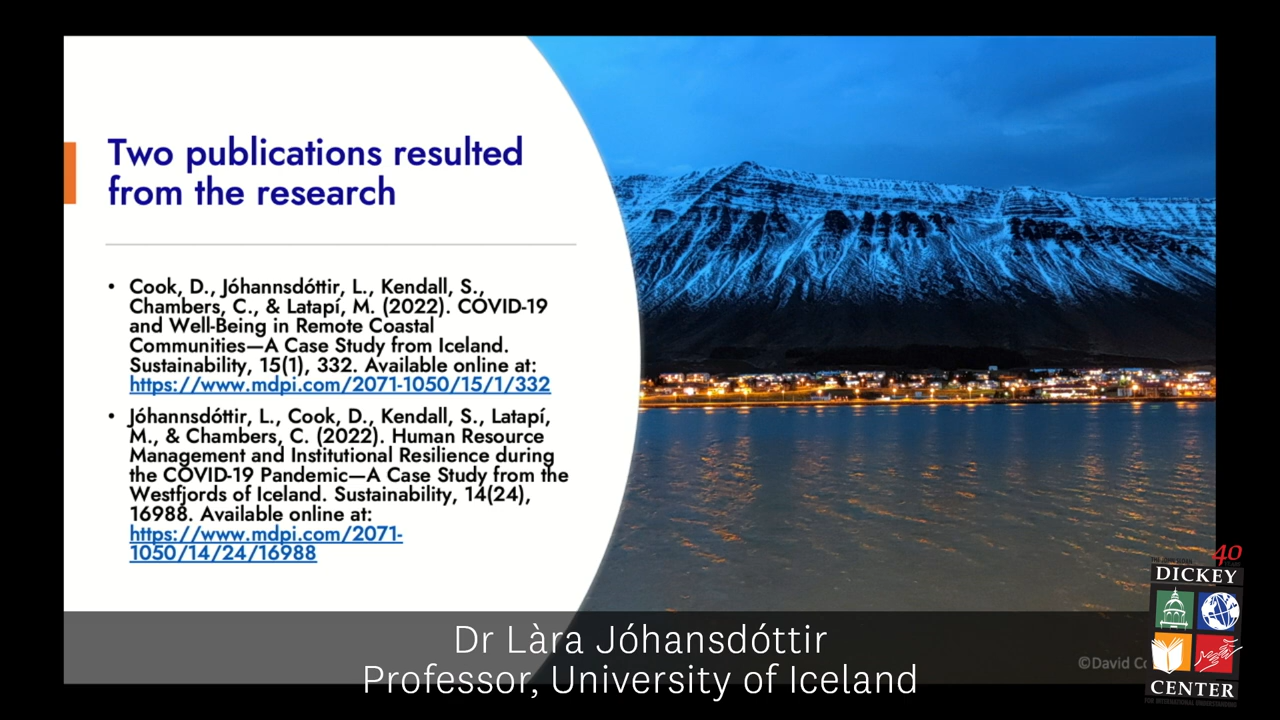 Two publications resulted
from the research
• Cook, D., Jóhannsdóttir, L., Kendall, S.,
Chambers, C., & Latapí, M. (2022). COVID-19
and Well-Being in Remote Coastal
Communities—A Case Study from Iceland.
Sustainability, 15(1), 332. Available online at:
https://www.mdpi.com/2071-1050/15/1/332
• Jóhannsdóttir, L., Cook, D., Kendall, S., Latapí,
M., & Chambers, C. (2022). Human Resource
Management and Institutional Resilience during
the COVID-19 Pandemic—A Case Study from the
Westfjords of Iceland. Sustainability, 14(24),
16988. Available online at:
https://www.mdpi.com/2071-
1050/14/24/16988
Dr Làra Jóhansdóttir
Professor, University of Iceland
©David
40
DICKEY
CENTER
FOR INTERNATIONAL UNDERSTANDING